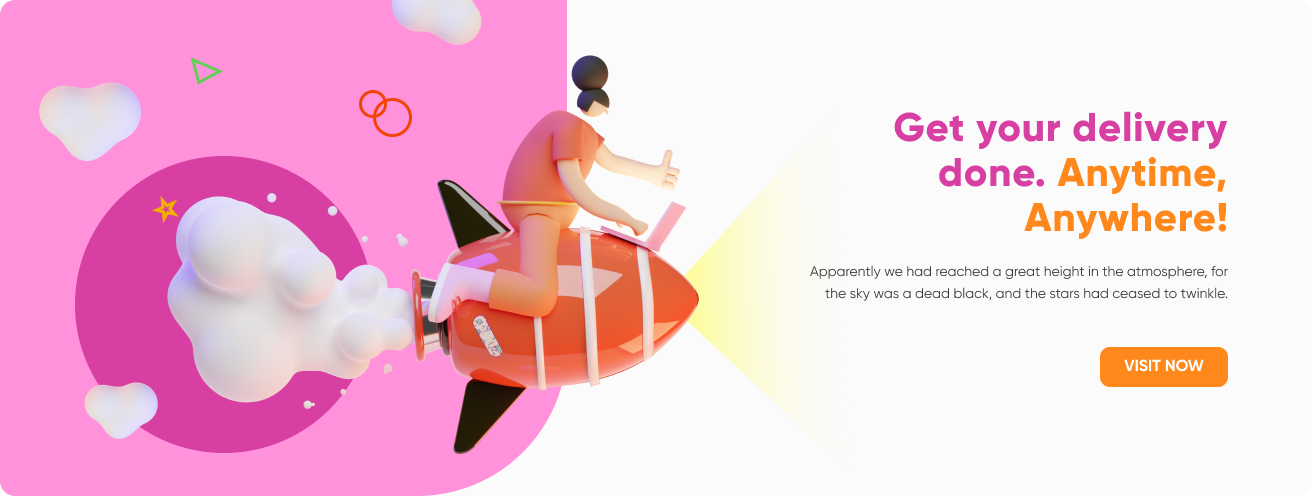 Get your delivery
done. Anytime,
Anywhere!
Apparently we had reached a great height in the atmosphere, for
the sky was a dead black, and the stars had ceased to twinkle.
VISIT NOW